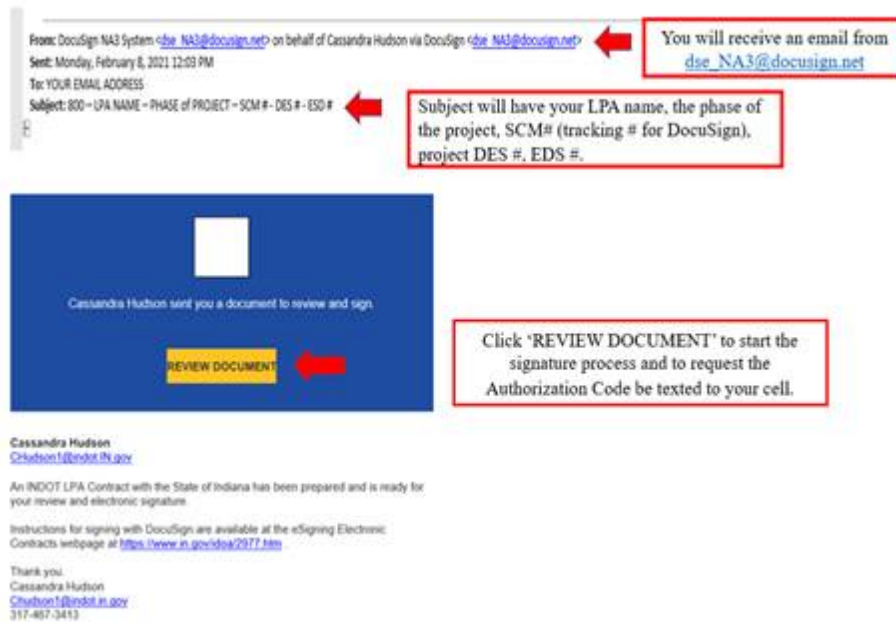 From: DocuSign NA3 System <dse_NA3@docusign.net> on behalf of Cassandra Hudson via DocuSign <dse_NA3@docusign.net>
Sent: Monday, February 8, 2021 12:03 PM
To: YOUR EMAIL ADDRESS
Subject: 800 – LPA NAME – PHASE of PROJECT – SCM # - DES # - ESD #
You will receive an email from
dse_NA3@docusign.net
Subject will have your LPA name, the phase of
the project, SCM# (tracking # for DocuSign),
project DES #, EDS #.
Cassandra Hudson sent you a document to review and sign.
REVIEW DOCUMENT
Click ‘REVIEW DOCUMENT’ to start the
signature process and to request the
Authorization Code be texted to your cell.
Cassandra Hudson
CHudson1@indot.IN.gov
An INDOT LPA Contract with the State of Indiana has been prepared and is ready for
your review and electronic signature.
Instructions for signing with DocuSign are available at the eSigning Electronic
Contracts webpage at https://www.in.gov/idoa/2977.htm
Thank you.
Cassandra Hudson
Chudson1@indot.in.gov
317-467-3413